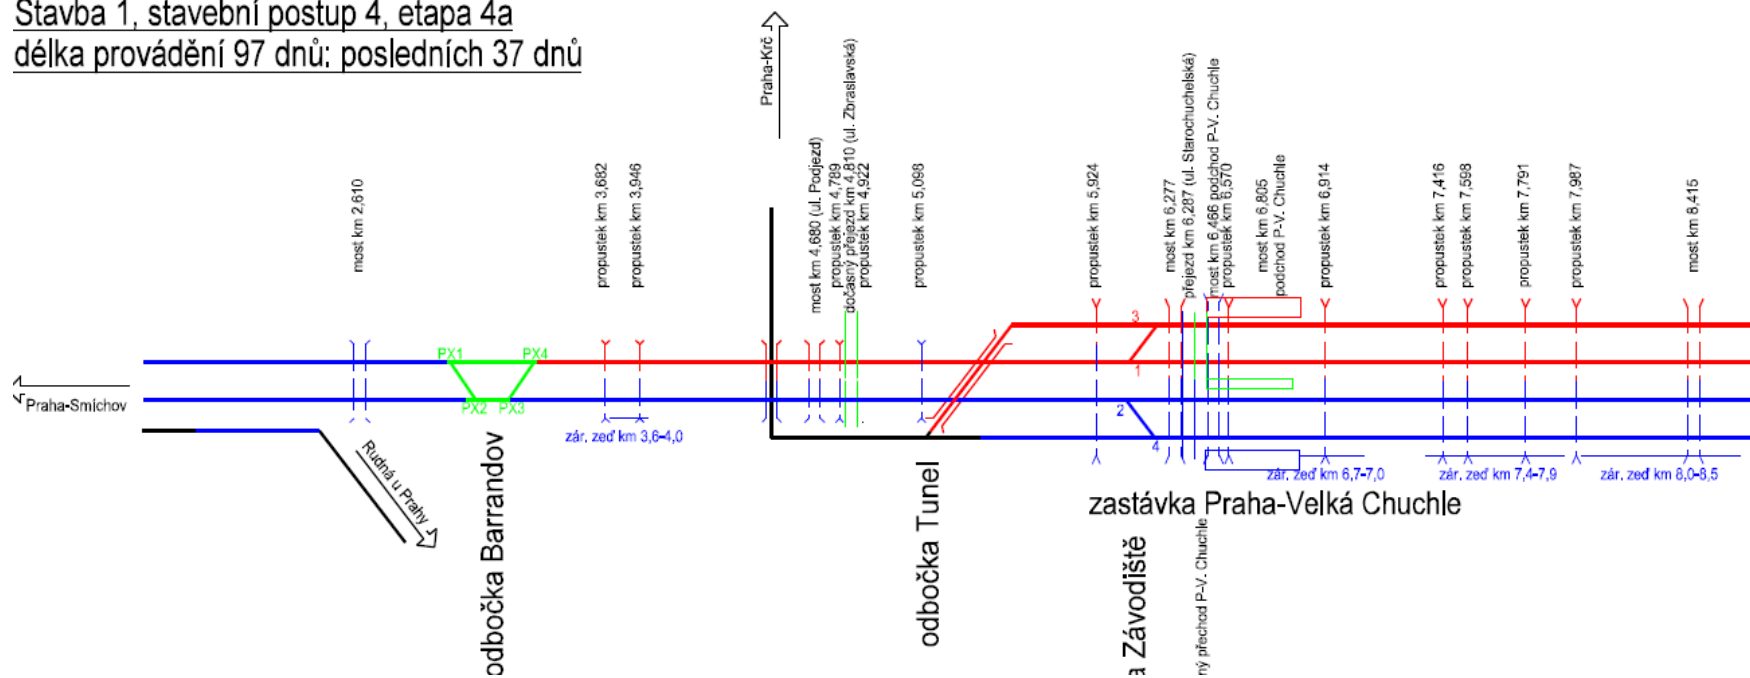 Stavba 1, stavební postup 4, etapa 4a
délka provádění 97 dnů; posledních 37 dnů
Praha-Krč
most km 2,610
propustek km 3,682
propustek km 3,946
most km 4,680 (ul. Podjezd)
propustek km 4,789
dočasný přejezd km 4,810 (ul. Zbraslavská)
propustek km 4,922
propustek km 5,098
propustek km 5,924
most km 6,277
přejezd km 6,287 (ul. Starochuchelská)
most km 6,466 podchod P-V. Chuchle
propustek km 6,570
most km 6,805
podchod P-V. Chuchle
propustek km 6,914
propustek km 7,416
propustek km 7,598
propustek km 7,791
propustek km 7,987
most km 8,415
3
PX1
PX4
1
Praha-Smíchov
PX2
PX3
2
4
zár. zeď km 3,6-4,0
zár. zeď km 6,7-7,0
zár. zeď km 7,4-7,9
zár. zeď km 8,0-8,5
Rudná u Prahy
zastávka Praha-Velká Chuchle
odbočka Barrandov
odbočka Tunel
a Závodiště
ný přechod P-V. Chuchle